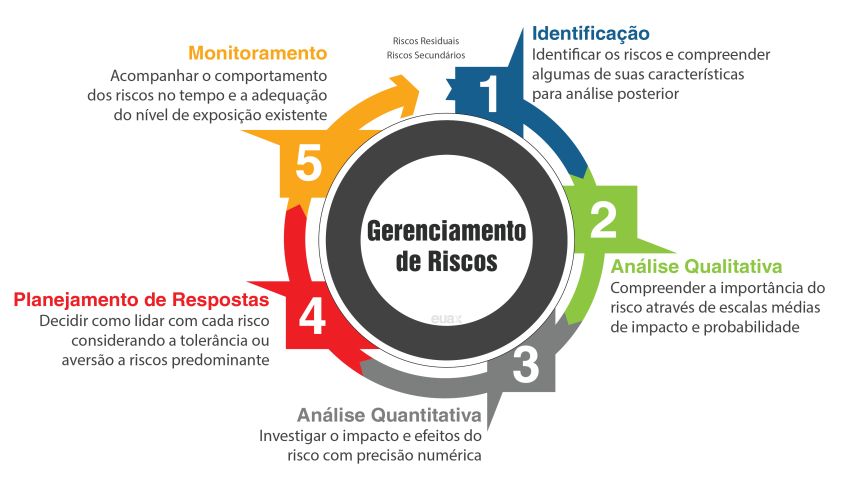 Riscos Residuais
Riscos Secundários
1
Identificação
Identificar os riscos e compreender
algumas de suas características
para análise posterior
2
Análise Qualitativa
Compreender a importância do
risco através de escalas médias
de impacto e probabilidade
3
Análise Quantitativa
Investigar o impacto e efeitos do
risco com precisão numérica
4
Planejamento de Respostas
Decidir como lidar com cada risco
considerando a tolerância ou
aversão a riscos predominante
5
Monitoramento
Acompanhar o comportamento
dos riscos no tempo e a adequação
do nível de exposição existente
Gerenciamento
de Riscos
euax